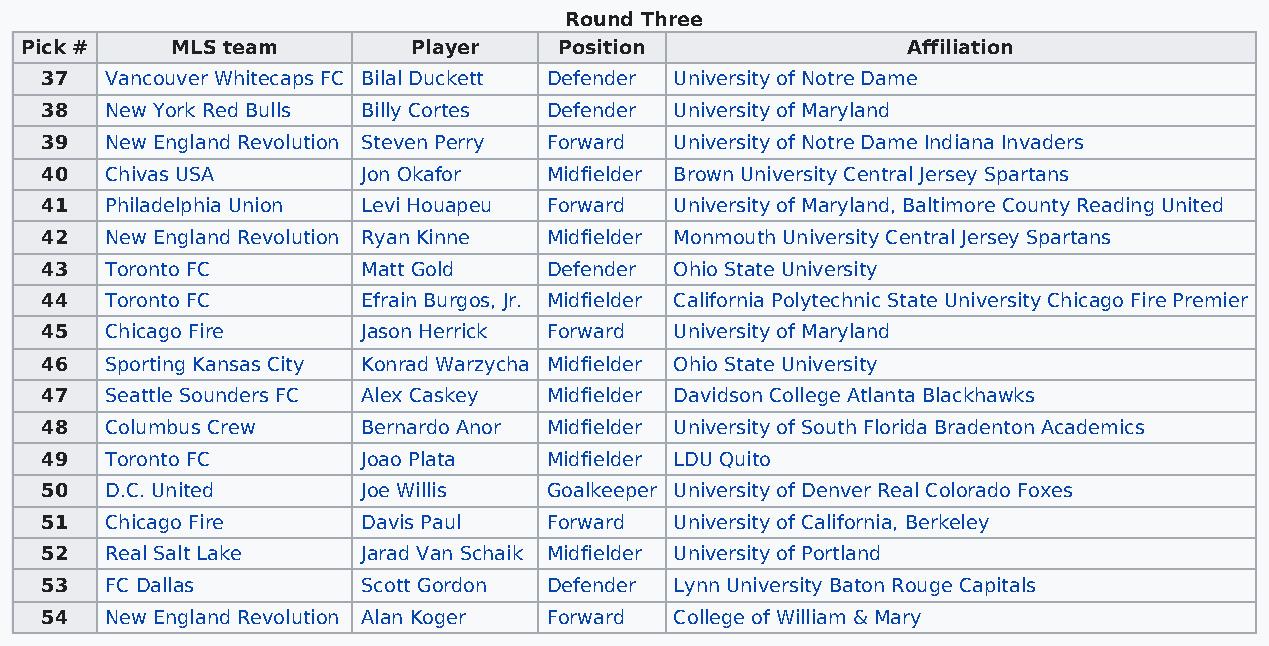 Round Three
Pick # MLS team Player Position Affiliation
37 Vancouver Whitecaps FC Bilal Duckett Defender University of Notre Dame
38 New York Red Bulls Billy Cortes Defender University of Maryland
39 New England Revolution Steven Perry Forward University of Notre Dame Indiana Invaders
40 Chivas USA Jon Okafor Midfielder Brown University Central Jersey Spartans
41 Philadelphia Union Levi Houapeu Forward University of Maryland, Baltimore County Reading United
42 New England Revolution Ryan Kinne Midfielder Monmouth University Central Jersey Spartans
43 Toronto FC Matt Gold Defender Ohio State University
44 Toronto FC Efrain Burgos, Jr. Midfielder California Polytechnic State University Chicago Fire Premier
45 Chicago Fire Jason Herrick Forward University of Maryland
46 Sporting Kansas City Konrad Warzycha Midfielder Ohio State University
47 Seattle Sounders FC Alex Caskey Midfielder Davidson College Atlanta Blackhawks
48 Columbus Crew Bernardo Anor Midfielder University of South Florida Bradenton Academics
49 Toronto FC Joao Plata Midfielder LDU Quito
50 D.C. United Joe Willis Goalkeeper University of Denver Real Colorado Foxes
51 Chicago Fire Davis Paul Forward University of California, Berkeley
52 Real Salt Lake Jarad Van Schaik Midfielder University of Portland
53 FC Dallas Scott Gordon Defender Lynn University Baton Rouge Capitals
54 New England Revolution Alan Koger Forward College of William & Mary